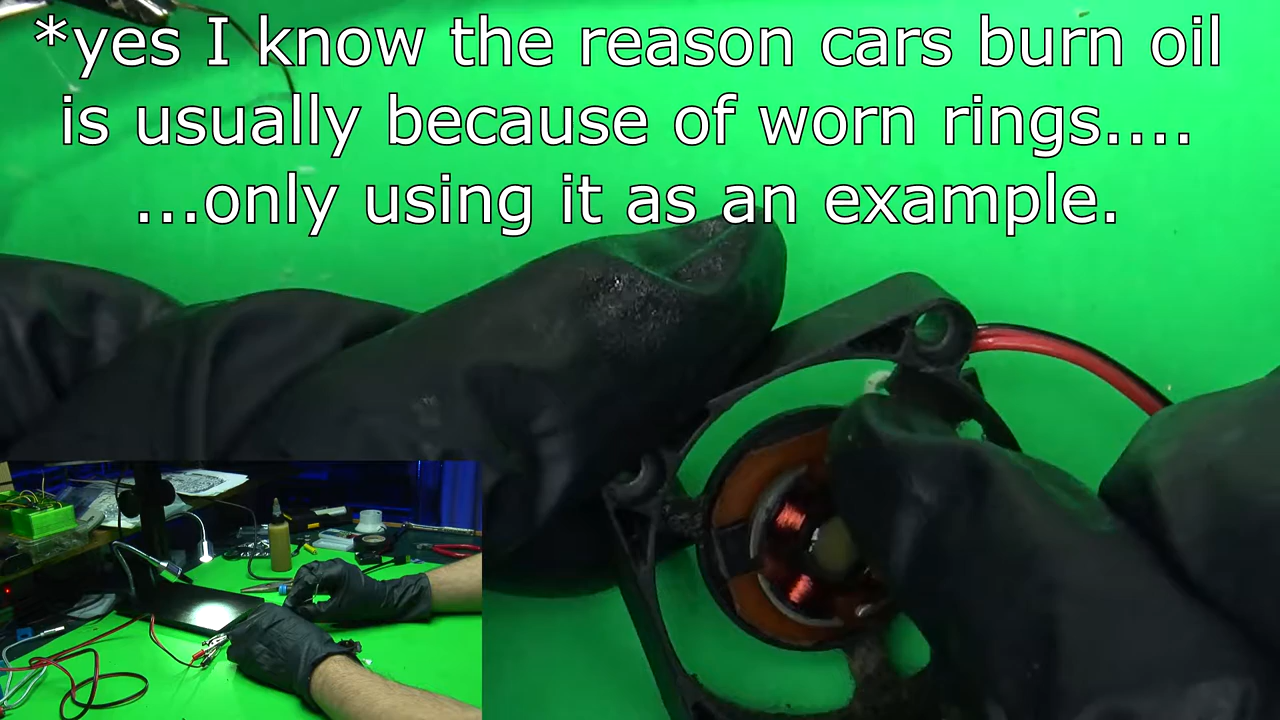 *yes I know the reason cars burn oil
is usually because of worn rings....
...only using it as an example.